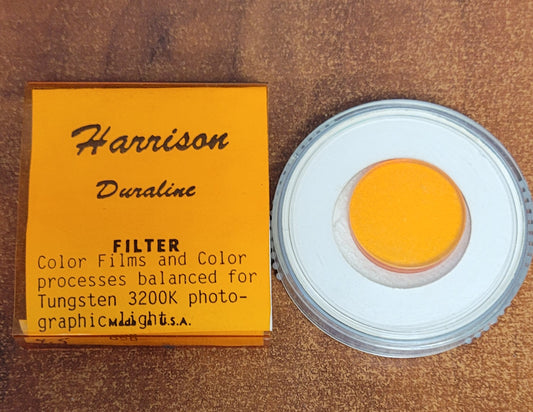 Harrison
Duraline
FILTER
Color Films and Color
processes balanced for
Tungsten 3200K photo-
graphic light.
Made in U.S.A.